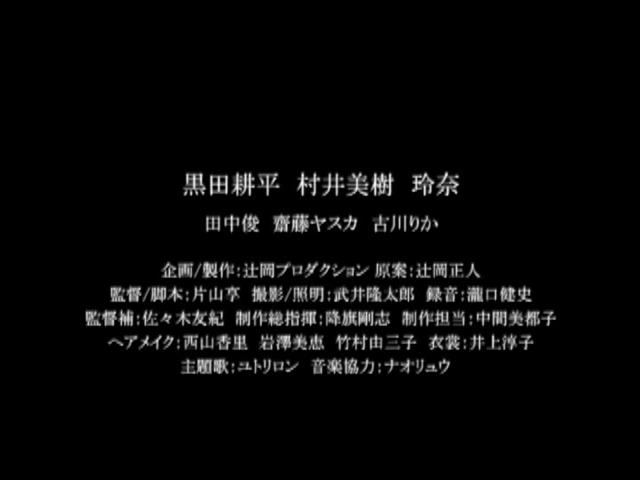 黒田耕平 村井美樹 玲奈
田中俊 齋藤ヤスカ 古川りか
企画/製作:辻岡プロダクション 原案:辻岡正人
監督/脚本:片山享 撮影/照明:武井隆太郎 録音:瀧口健史
監督補:佐々木友紀 制作総指揮:降旗剛志 制作担当:中間美都子
ヘアメイク:西山香里 岩澤美恵 竹村由三子 衣裳:井上淳子
主題歌:ユトリロン 音楽協力:ナオリュウ